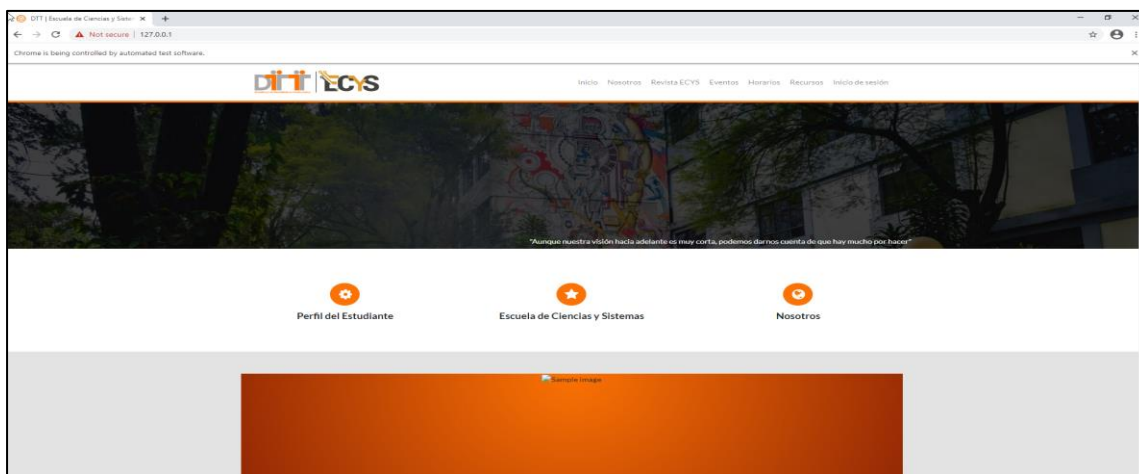 DTT | Escuela de Ciencias y Siste
Not secure | 127.0.0.1
Chrome is being controlled by automated test software.
DTT ECYS
Inicio Nosotros Revista ECYS Eventos Horarios Recursos Inicio de sesión
"Aunque nuestra visión hacia adelante es muy corta, podemos darnos cuenta de que hay mucho por hacer"
Perfil del Estudiante Escuela de Ciencias y Sistemas Nosotros
Sample image